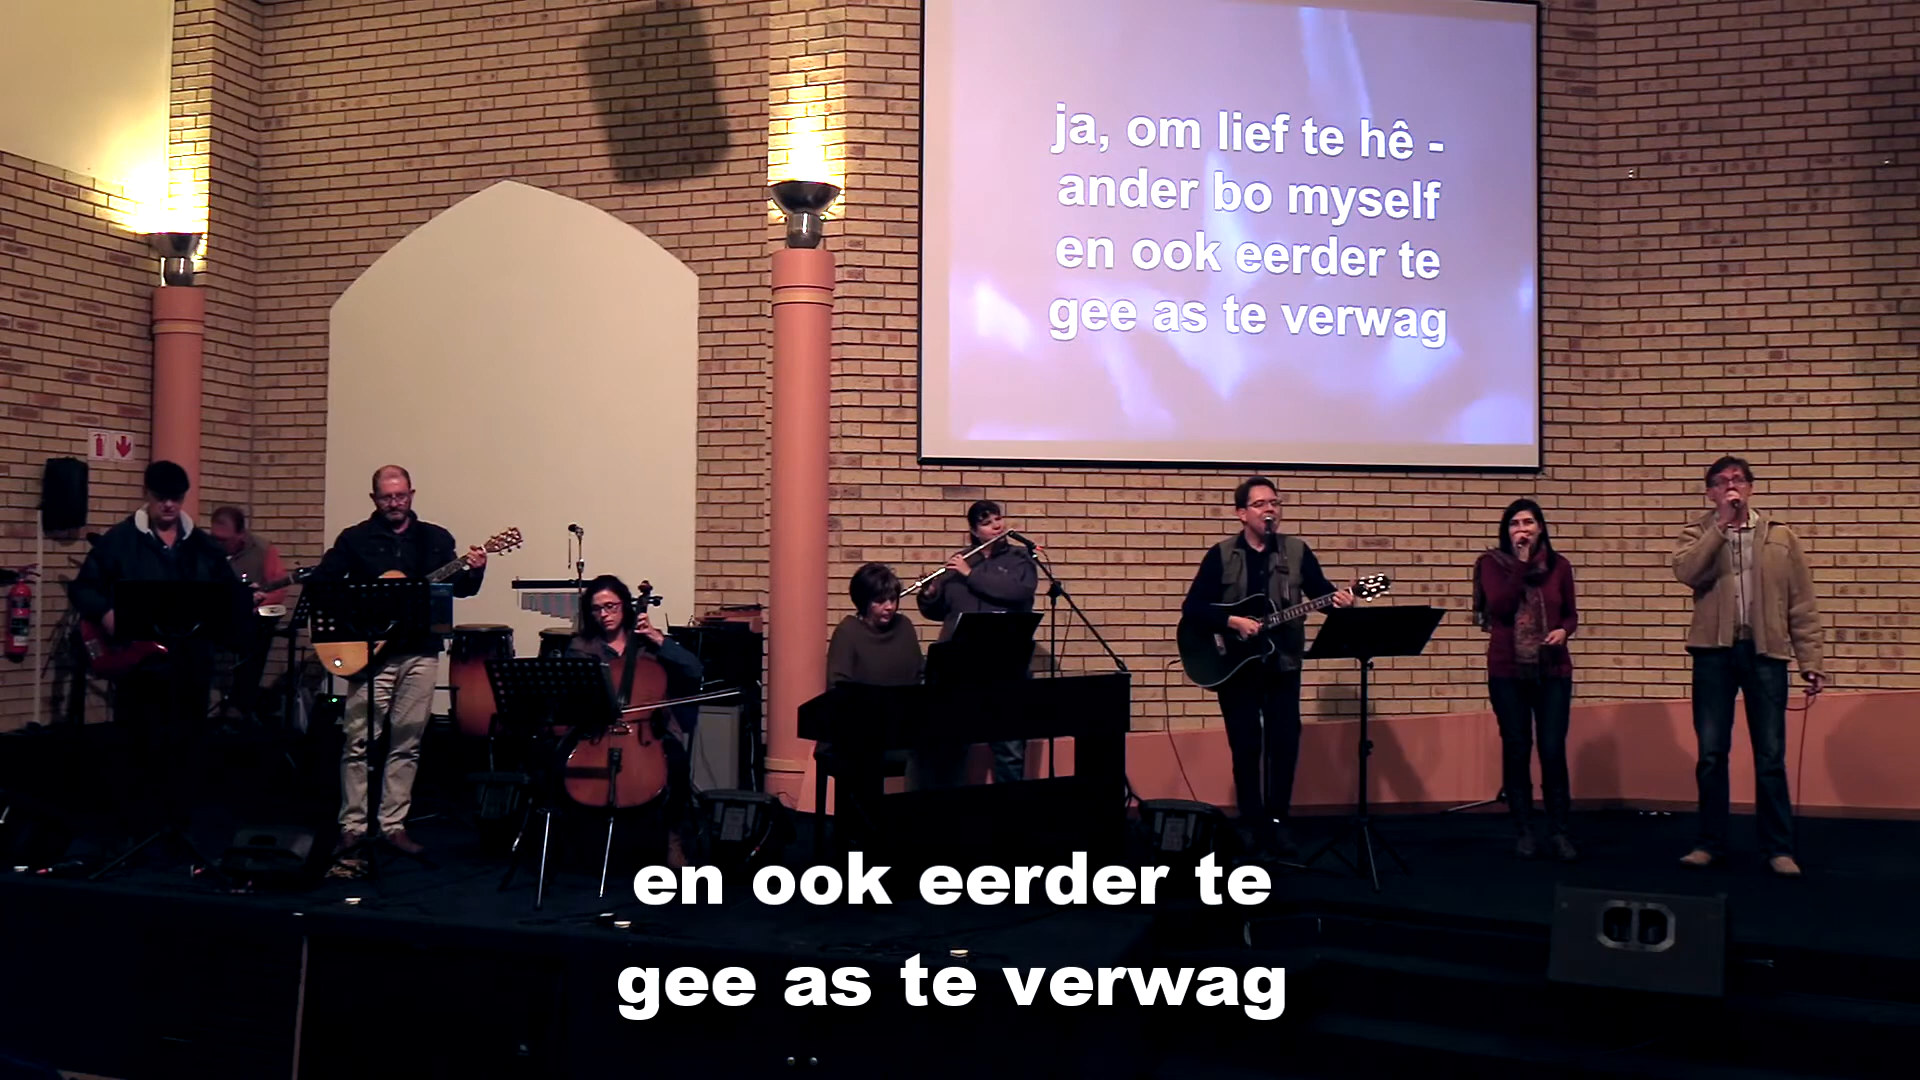 ja, om lief te hê -
ander bo myself
en ook eerder te
gee as te verwag
en ook eerder te
gee as te verwag